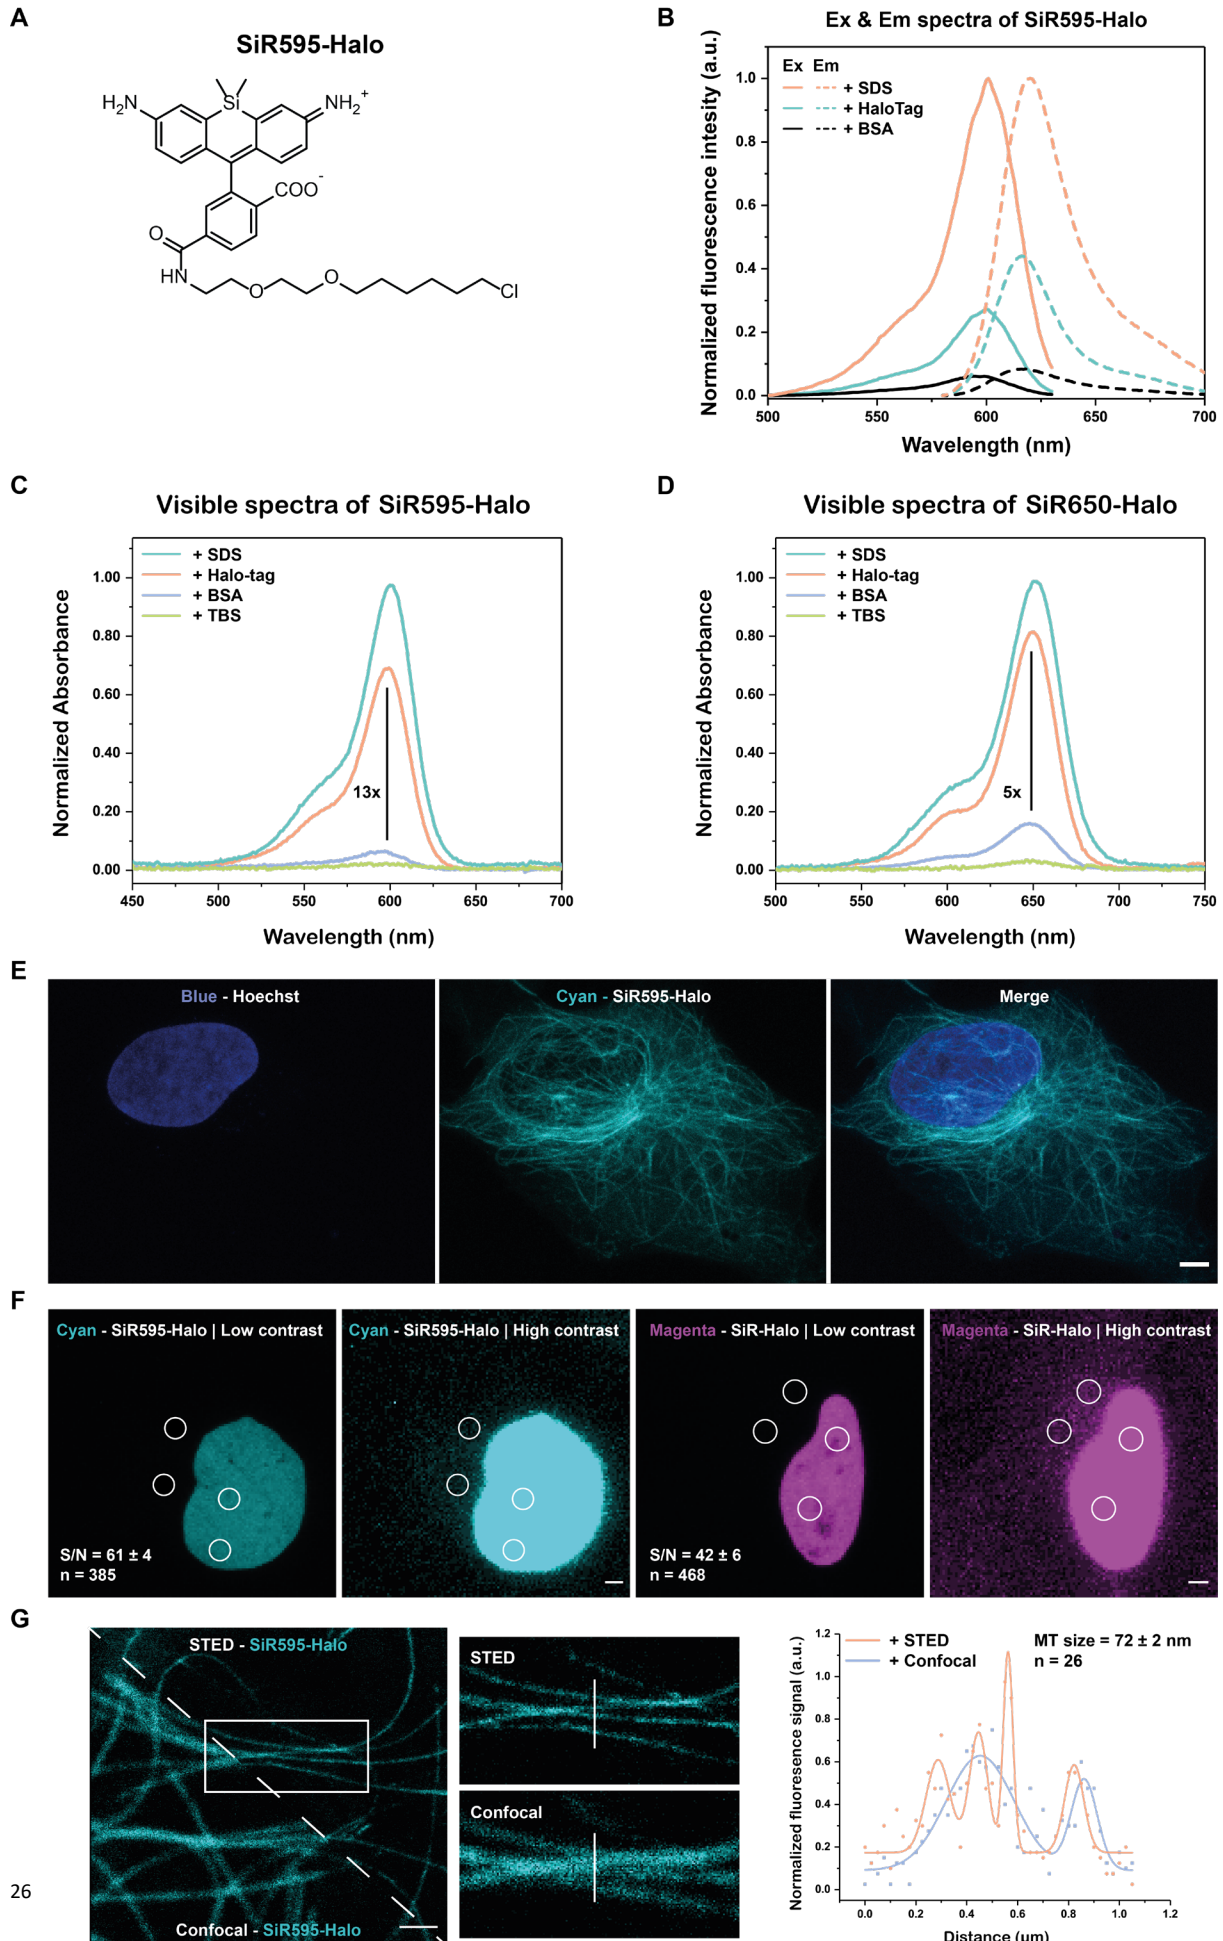 A
SiR595-Halo
H₂N
Si
NH₂⁺
COO⁻
O
NH
O
O
Cl
B
Ex & Em spectra of SiR595-Halo
Normalized fluorescence intesity (a.u.)
Ex Em
+ SDS
+ HaloTag
+ BSA
1.0
0.8
0.6
0.4
0.2
0.0
500 550 600 650 700
Wavelength (nm)
C
Visible spectra of SiR595-Halo
Normalized Absorbance
+ SDS
+ Halo-tag
+ BSA
+ TBS
1.00
0.80
0.60
0.40
0.20
0.00
13x
450 500 550 600 650 700
Wavelength (nm)
D
Visible spectra of SiR650-Halo
Normalized Absorbance
+ SDS
+ Halo-tag
+ BSA
+ TBS
1.00
0.80
0.60
0.40
0.20
0.00
5x
500 550 600 650 700 750
Wavelength (nm)
E
Blue - Hoechst
Cyan - SiR595-Halo
Merge
F
Cyan - SiR595-Halo | Low contrast
S/N = 61 ± 4
n = 385
Cyan - SiR595-Halo | High contrast
Magenta - SiR-Halo | Low contrast
S/N = 42 ± 6
n = 468
Magenta - SiR-Halo | High contrast
G
STED - SiR595-Halo
Confocal - SiR595-Halo
STED
Confocal
Normalized fluorescence signal (a.u.)
+ STED
+ Confocal
MT size = 72 ± 2 nm
n = 26
1.2
1.0
0.8
0.6
0.4
0.2
0.0
0.0 0.2 0.4 0.6 0.8 1.0 1.2
Distance (µm)
26